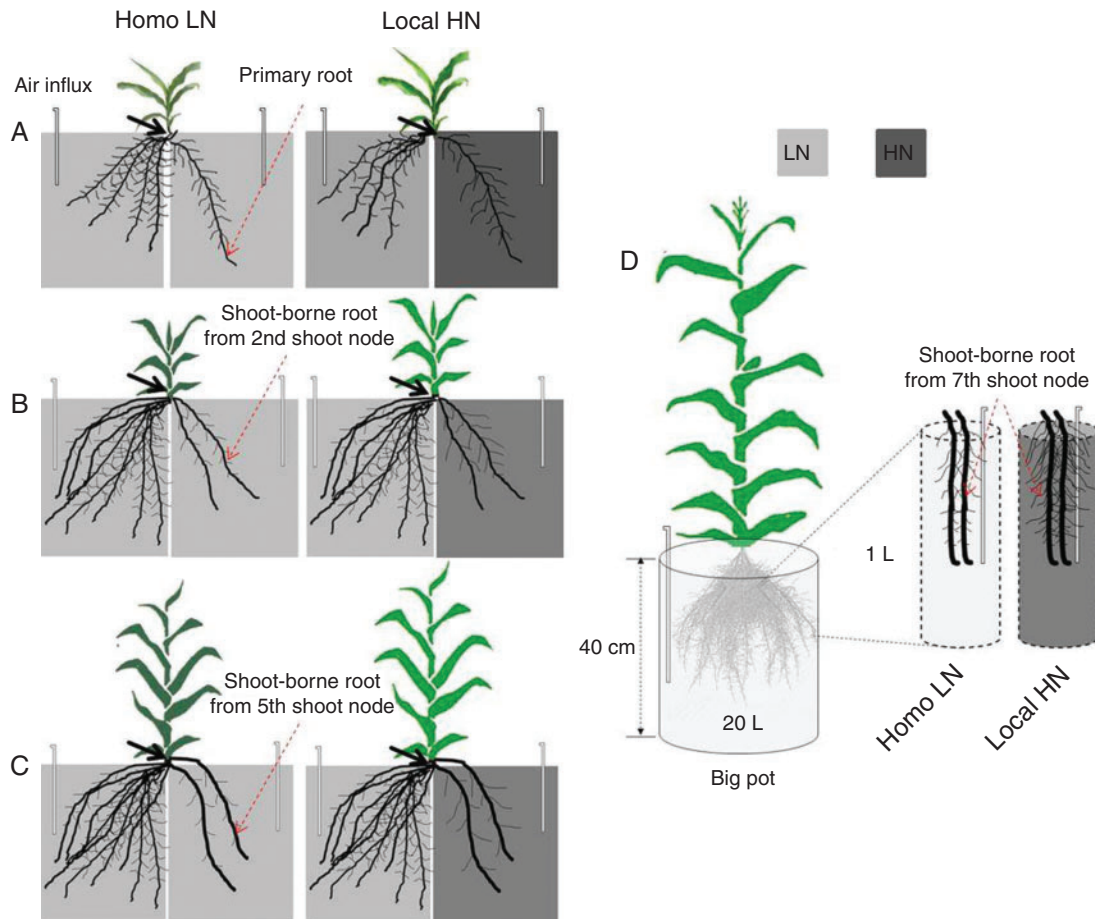 Homo LN
Local HN
Air influx
Primary root
A
LN
HN
Shoot-borne root
from 2nd shoot node
B
D
Shoot-borne root
from 7th shoot node
1 L
40 cm
Shoot-borne root
from 5th shoot node
C
20 L
Big pot
Homo LN
Local HN